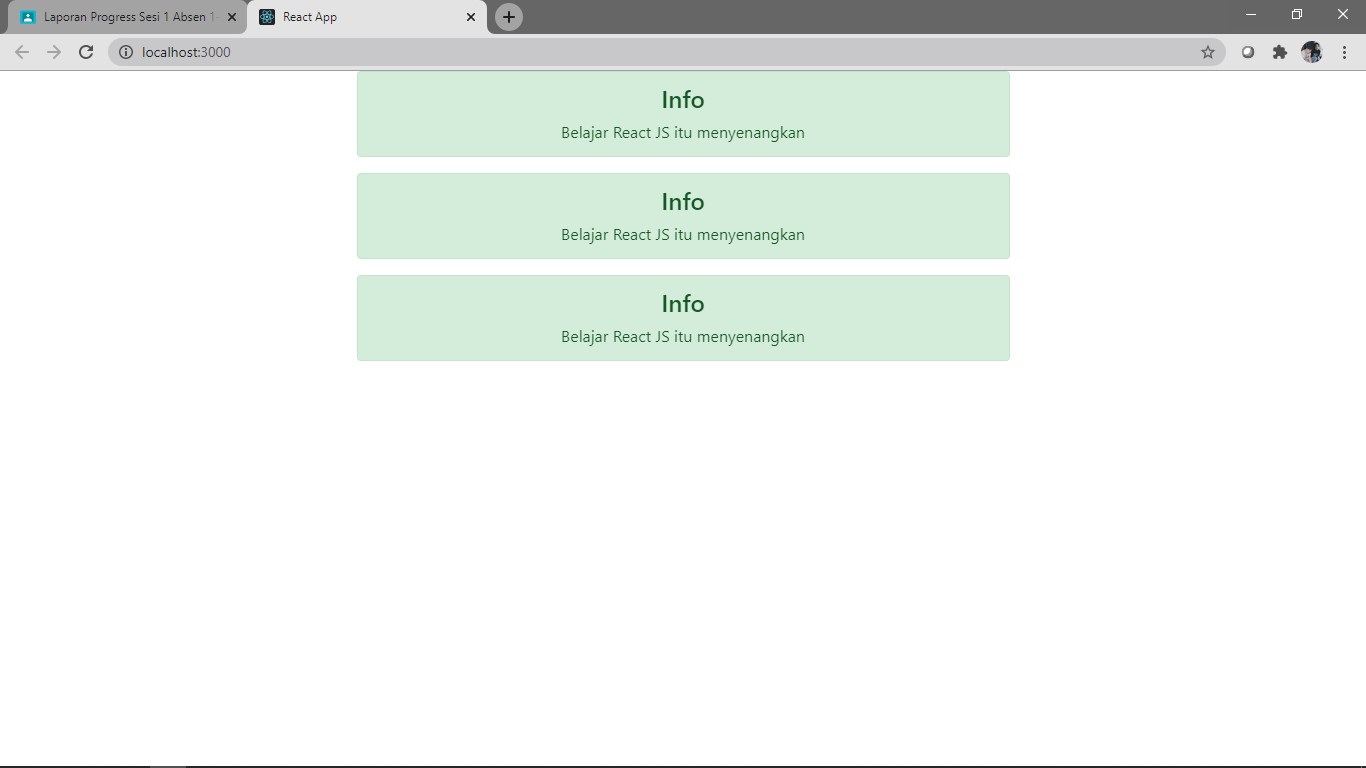 Laporan Progress Sesi 1 Absen 1-
React App
localhost:3000
Info
Belajar React JS itu menyenangkan
Info
Belajar React JS itu menyenangkan
Info
Belajar React JS itu menyenangkan